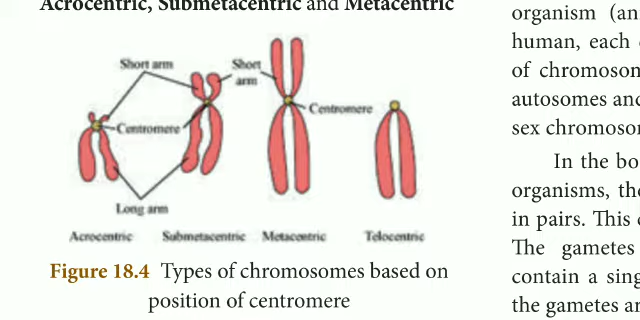 Acrocentric, Submetacentric and Metacentric
Short arm
Short
arm
Centromere
Centromere
Long arm
Acrocentric Submetacentric Metacentric Telocentric
Figure 18.4 Types of chromosomes based on
position of centromere
organism (an
human, each
of chromosom
autosomes and
sex chromosor
In the bo
organisms, the
in pairs. This
The gametes
contain a sing
the gametes ar